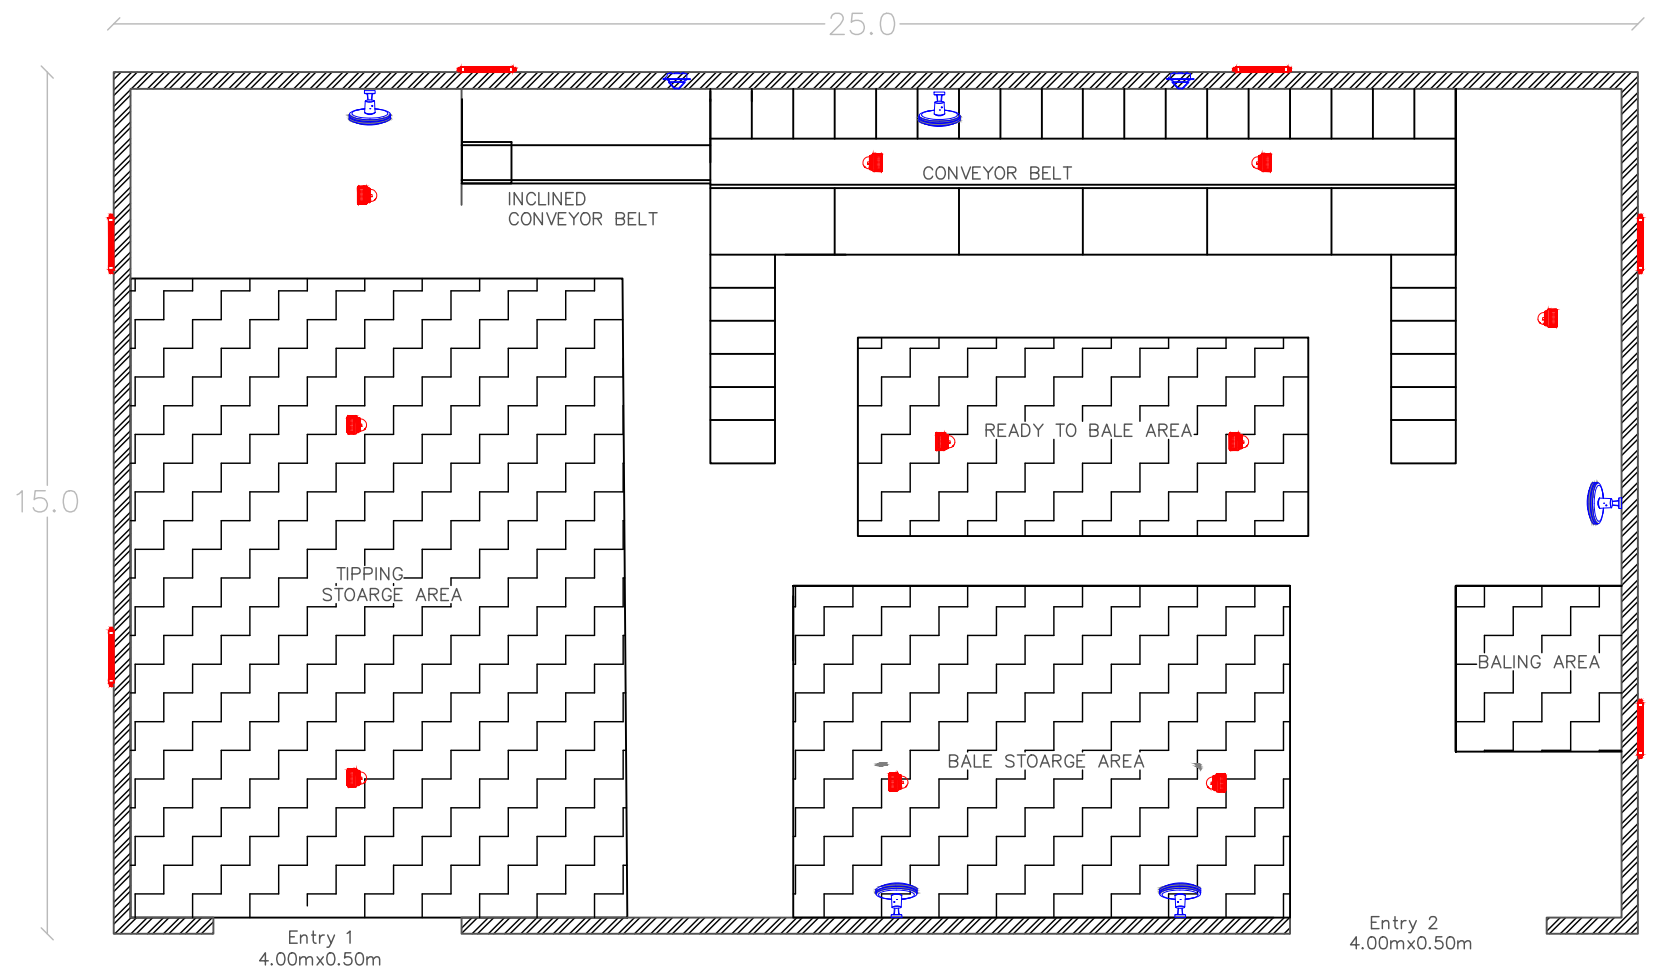 25.0
15.0
CONVEYOR BELT
INCLINED
CONVEYOR BELT
READY TO BALE AREA
TIPPING
STOARGE AREA
BALING AREA
BALE STOARGE AREA
Entry 1
4.00mx0.50m
Entry 2
4.00mx0.50m